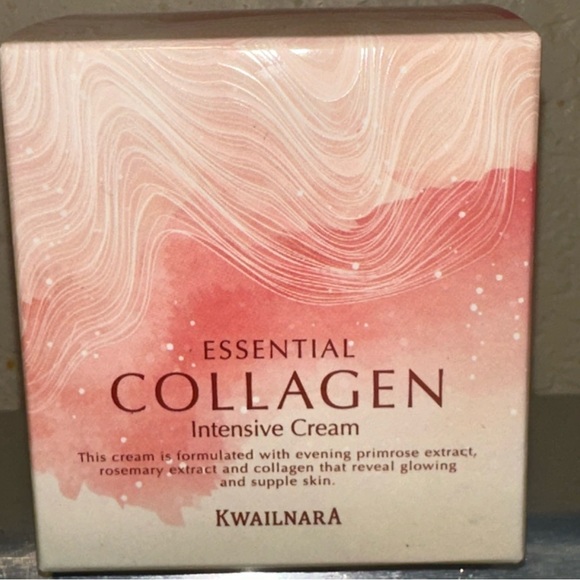 ESSENTIAL
COLLAGEN
Intensive Cream
This cream is formulated with evening primrose extract,
rosemary extract and collagen that reveal glowing
and supple skin.
KWAILNARA